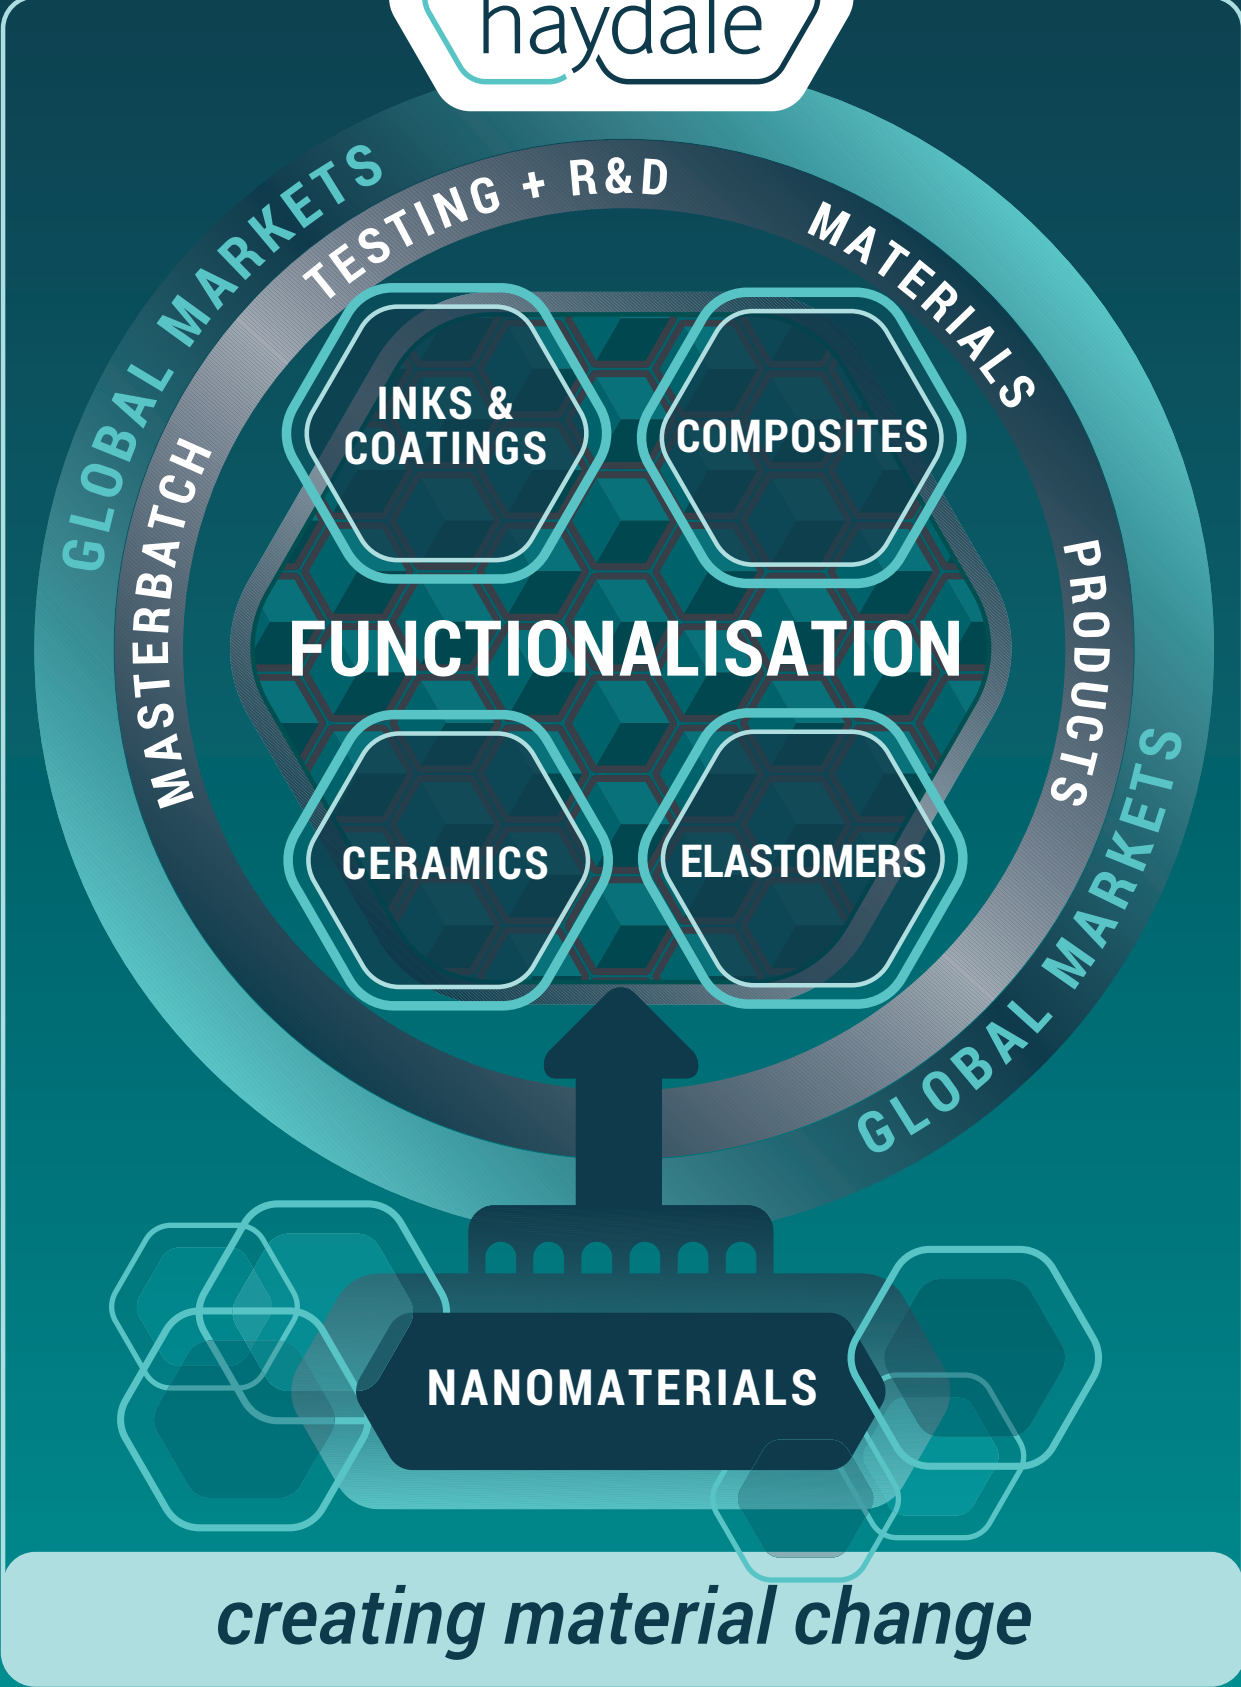 haydale
GLOBAL MARKETS
TESTING + R&D
MATERIALS
MASTERBATCH
PRODUCTS
INKS &
COATINGS
COMPOSITES
FUNCTIONALISATION
CERAMICS
ELASTOMERS
GLOBAL MARKETS
NANOMATERIALS
creating material change